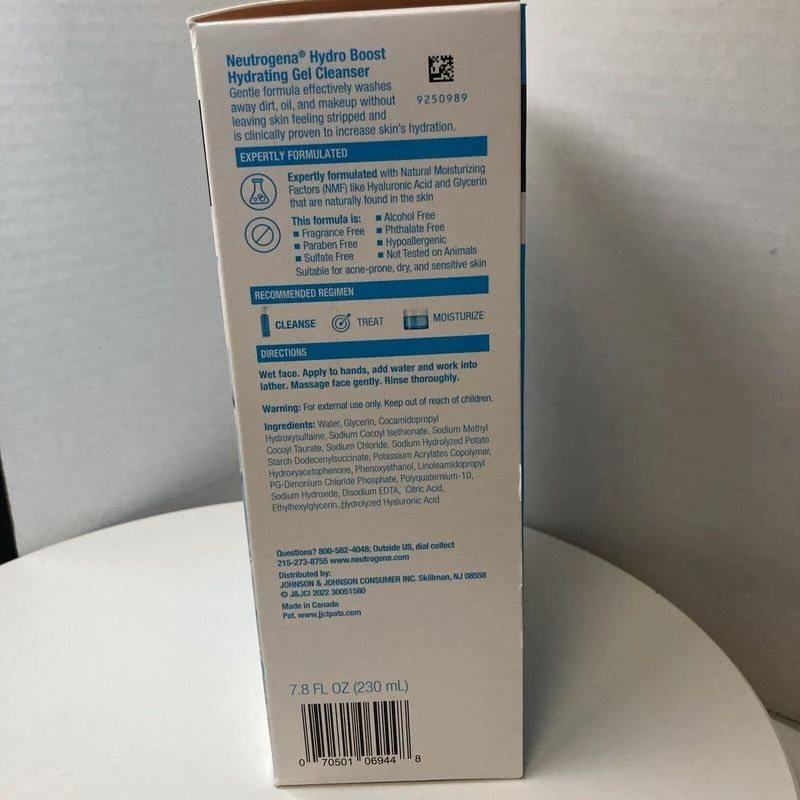 Neutrogena® Hydro Boost
Hydrating Gel Cleanser
Gentle formula effectively washes
away dirt, oil, and makeup without
leaving skin feeling stripped and
is clinically proven to increase skin's hydration.
9250989
EXPERTLY FORMULATED
Expertly formulated with Natural Moisturizing
Factors (NMF) like Hyaluronic Acid and Glycerin
that are naturally found in the skin
This formula is:
■ Fragrance Free
■ Paraben Free
■ Sulfate Free
■ Alcohol Free
■ Phthalate Free
■ Hypoallergenic
■ Not Tested on Animals
Suitable for acne-prone, dry, and sensitive skin
RECOMMENDED REGIMEN
CLEANSE TREAT MOISTURIZE
DIRECTIONS
Wet face. Apply to hands, add water and work into
lather. Massage face gently. Rinse thoroughly.
Warning: For external use only. Keep out of reach of children.
Ingredients: Water, Glycerin, Cocamidopropyl
Hydroxysultaine, Sodium Cocoyl Isethionate, Sodium Methyl
Cocoyl Taurate, Sodium Chloride, Sodium Hydrolyzed Potato
Starch Dodecenylsuccinate, Potassium Acrylates Copolymer,
Hydroxyacetophenone, Phenoxyethanol, Linoleamidopropyl
PG-Dimonium Chloride Phosphate, Polyquaternium-10,
Sodium Hydroxide, Disodium EDTA, Citric Acid,
Ethylhexylglycerin, Hydrolyzed Hyaluronic Acid
Questions? 800-582-4048; Outside US, dial collect
215-273-8755 www.neutrogena.com
Distributed by:
JOHNSON & JOHNSON CONSUMER INC. Skillman, NJ 08558
© J&JCI 2022 30051580
Made in Canada
Pat. www.jjcipats.com
7.8 FL OZ (230 mL)
0 70501 06944 8